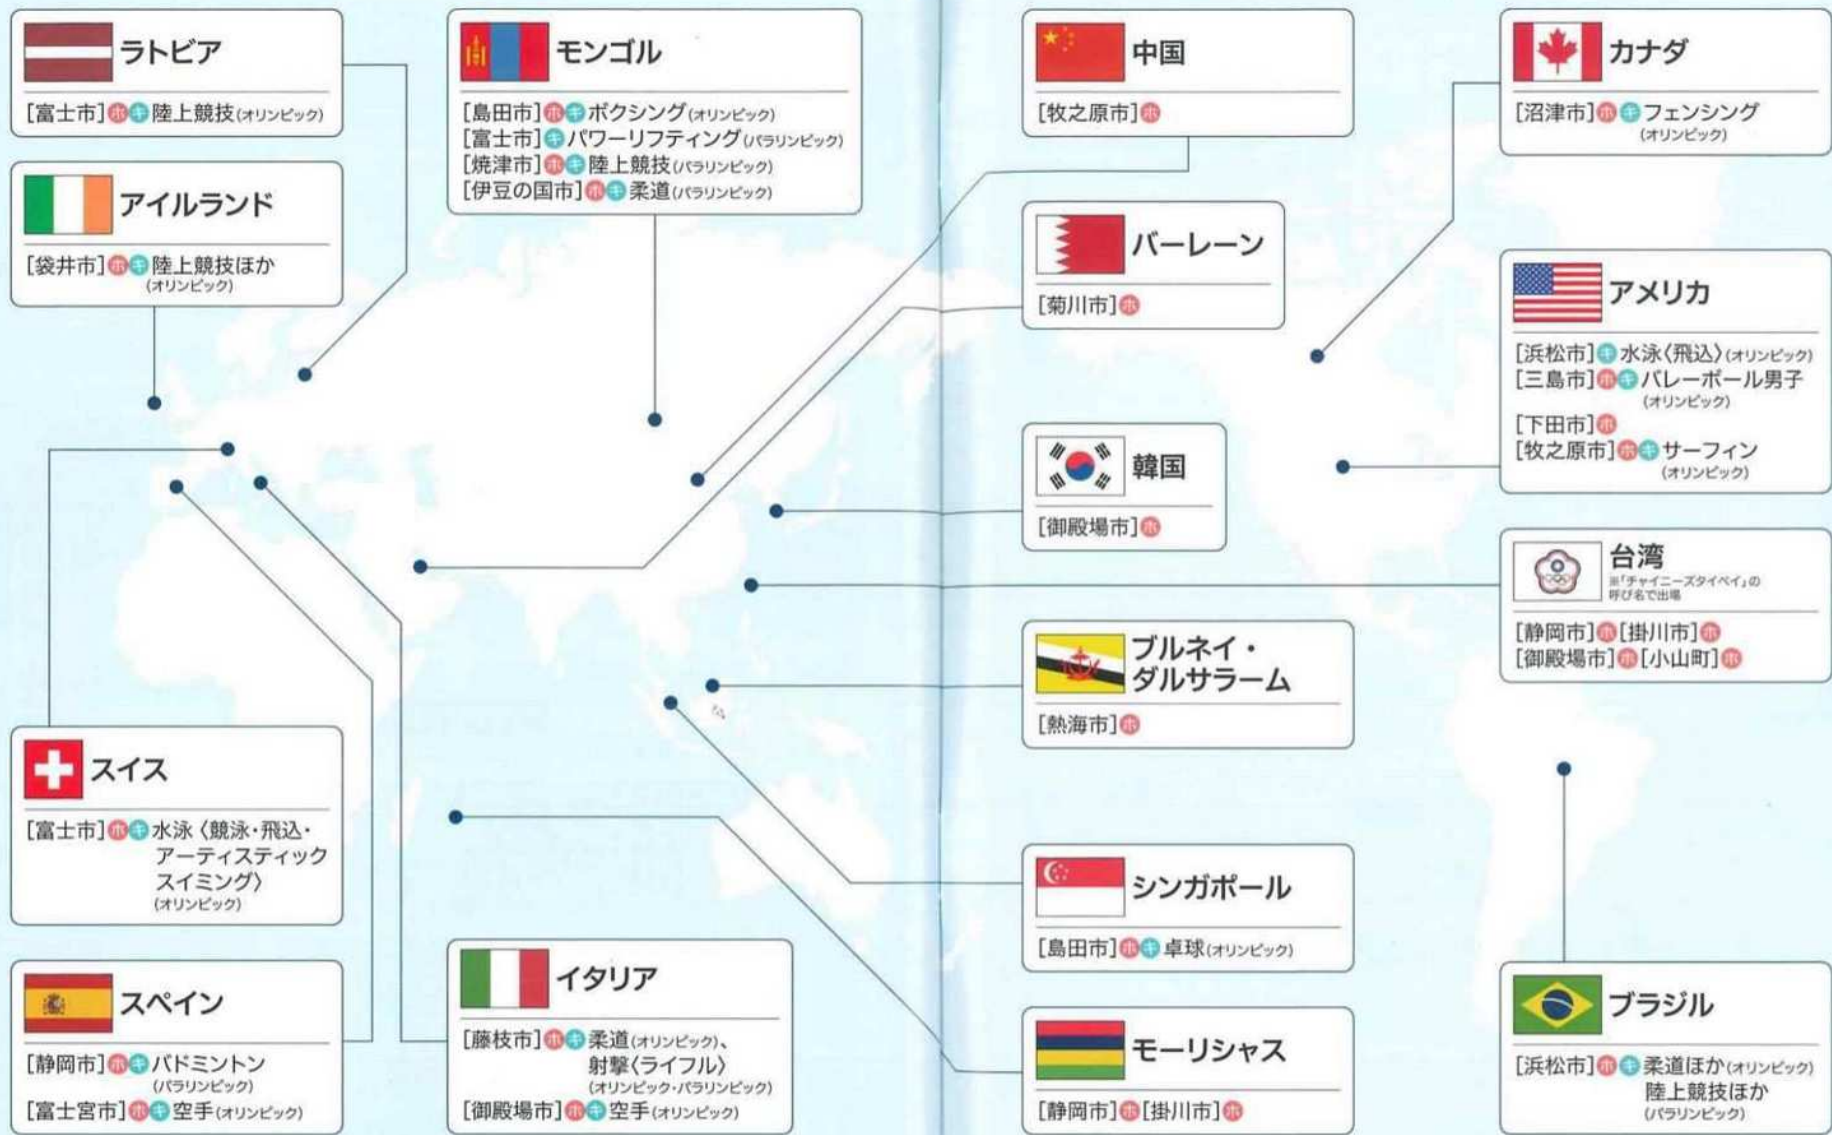 ラトビア
[富士市]ホキ陸上競技(オリンピック)
アイルランド
[袋井市]ホキ陸上競技ほか
(オリンピック)
モンゴル
[島田市]ホキボクシング(オリンピック)
[富士市]キパワーリフティング(パラリンピック)
[焼津市]ホキ陸上競技(パラリンピック)
[伊豆の国市]ホキ柔道(パラリンピック)
中国
[牧之原市]ホ
バーレーン
[菊川市]ホ
韓国
[御殿場市]ホ
ブルネイ・
ダルサラーム
[熱海市]ホ
シンガポール
[島田市]ホキ卓球(オリンピック)
モーリシャス
[静岡市]ホ[掛川市]ホ
カナダ
[沼津市]ホキフェンシング
(オリンピック)
アメリカ
[浜松市]キ水泳〈飛込〉(オリンピック)
[三島市]ホキバレーボール男子
(オリンピック)
[下田市]ホ
[牧之原市]ホキサーフィン
(オリンピック)
台湾
※「チャイニーズタイペイ」の
呼び名で出場
[静岡市]ホ[掛川市]ホ
[御殿場市]ホ[小山町]ホ
ブラジル
[浜松市]ホキ柔道ほか(オリンピック)
陸上競技ほか
(パラリンピック)
スイス
[富士市]ホキ水泳〈競泳・飛込・
アーティスティック
スイミング〉
(オリンピック)
スペイン
[静岡市]ホキバドミントン
(パラリンピック)
[富士宮市]ホキ空手(オリンピック)
イタリア
[藤枝市]ホキ柔道(オリンピック)、
射撃〈ライフル〉
(オリンピック・パラリンピック)
[御殿場市]ホキ空手(オリンピック)